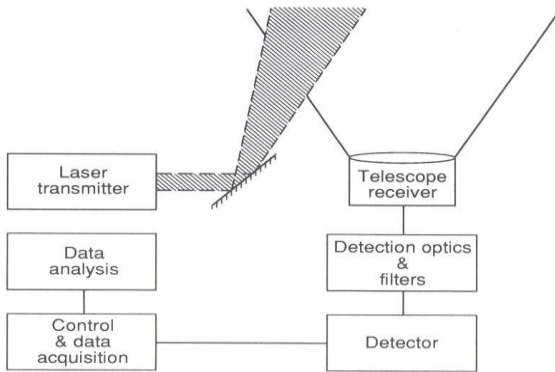 Laser
transmitter
Telescope
receiver
Data
analysis
Detection optics
&
filters
Control
& data
acquisition
Detector